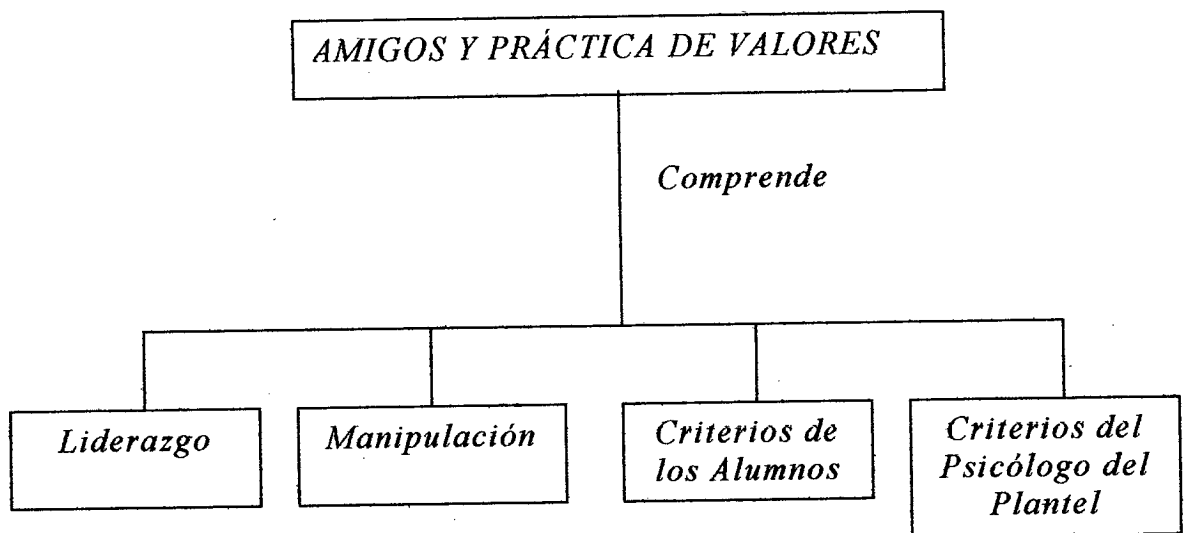 AMIGOS Y PRÁCTICA DE VALORES
Comprende
Liderazgo
Manipulación
Criterios de
los Alumnos
Criterios del
Psicólogo del
Plantel